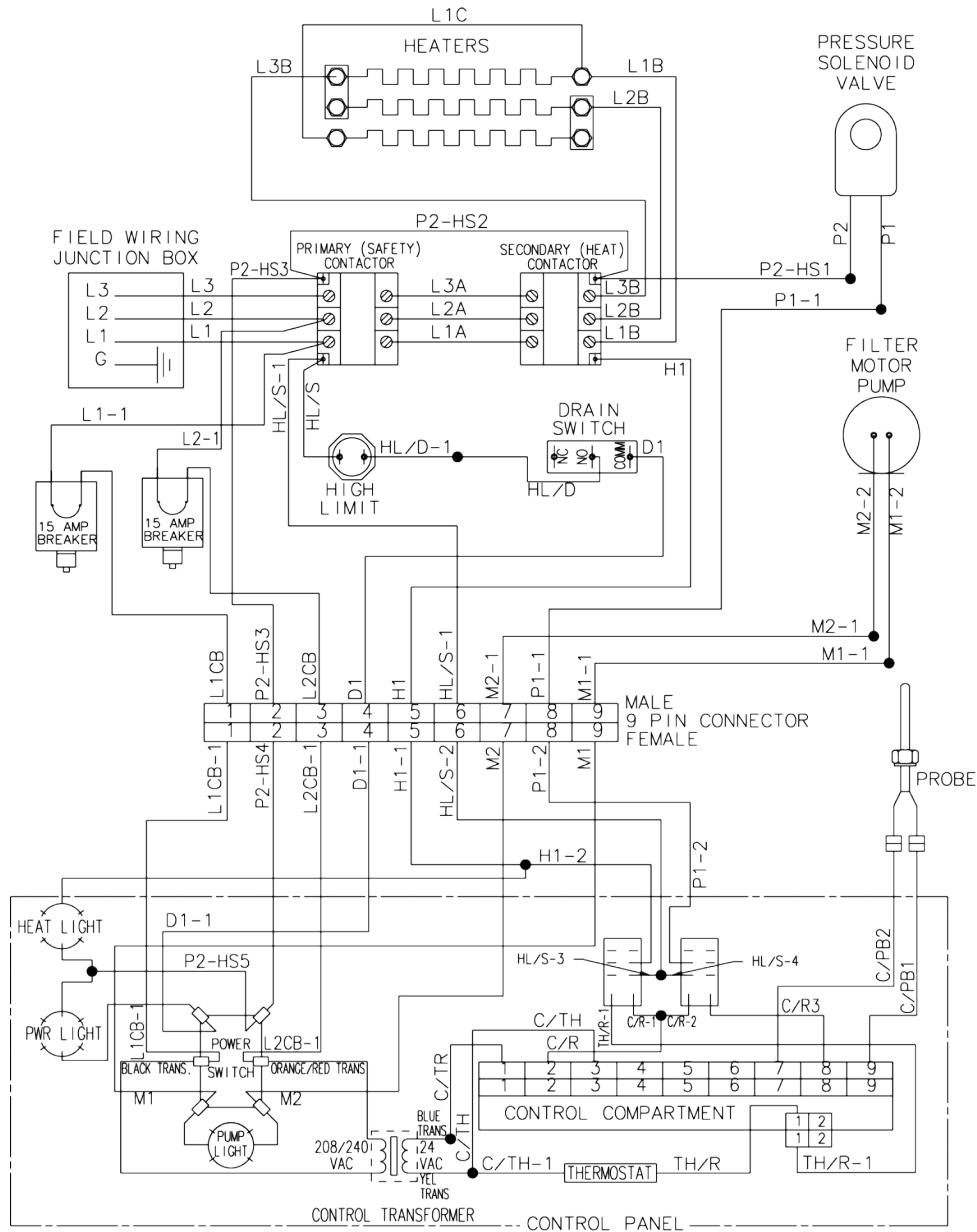 L1C
HEATERS
L3B
L1B
L2B
PRESSURE
SOLENOID
VALVE
P2-HS2
P2
P1
FIELD WIRING
JUNCTION BOX
PRIMARY (SAFETY)
CONTACTOR
SECONDARY (HEAT)
CONTACTOR
P2-HS3
P2-HS1
L3
L3
L3A
L3B
L2
L2
L2A
L2B
L1
L1
L1A
L1B
G
P1-1
H1
FILTER
MOTOR
PUMP
HL/S-1
HL/S
L1-1
L2-1
DRAIN
SWITCH
HL/D-1
NC
NO
COMM
D1
HIGH
LIMIT
HL/D
15 AMP
BREAKER
15 AMP
BREAKER
M2-2
M1-2
M2-1
M1-1
L1CB
P2-HS3
L2CB
D1
H1
HL/S-1
M2-1
P1-1
M1-1
1 2 3 4 5 6 7 8 9
1 2 3 4 5 6 7 8 9
MALE
9 PIN CONNECTOR
FEMALE
L1CB-1
P2-HS4
L2CB-1
D1-1
H1-1
HL/S-2
M2
P1-2
M1
PROBE
H1-2
P1-2
HEAT LIGHT
D1-1
P2-HS5
HL/S-3
HL/S-4
C/PB2
C/PB1
PWR LIGHT
L1CB-1
POWER
SWITCH
L2CB-1
TH/R-1
C/R-1
C/R-2
C/R3
C/TH
C/R
BLACK TRANS.
ORANGE/RED TRANS
M1
M2
C/TR
C/TH
1 2 3 4 5 6 7 8 9
1 2 3 4 5 6 7 8 9
CONTROL COMPARTMENT
1 2
1 2
PUMP
LIGHT
208/240
VAC
BLUE
TRANS
24
VAC
YEL
TRANS
C/TH-1
THERMOSTAT
TH/R
TH/R-1
CONTROL TRANSFORMER
CONTROL PANEL